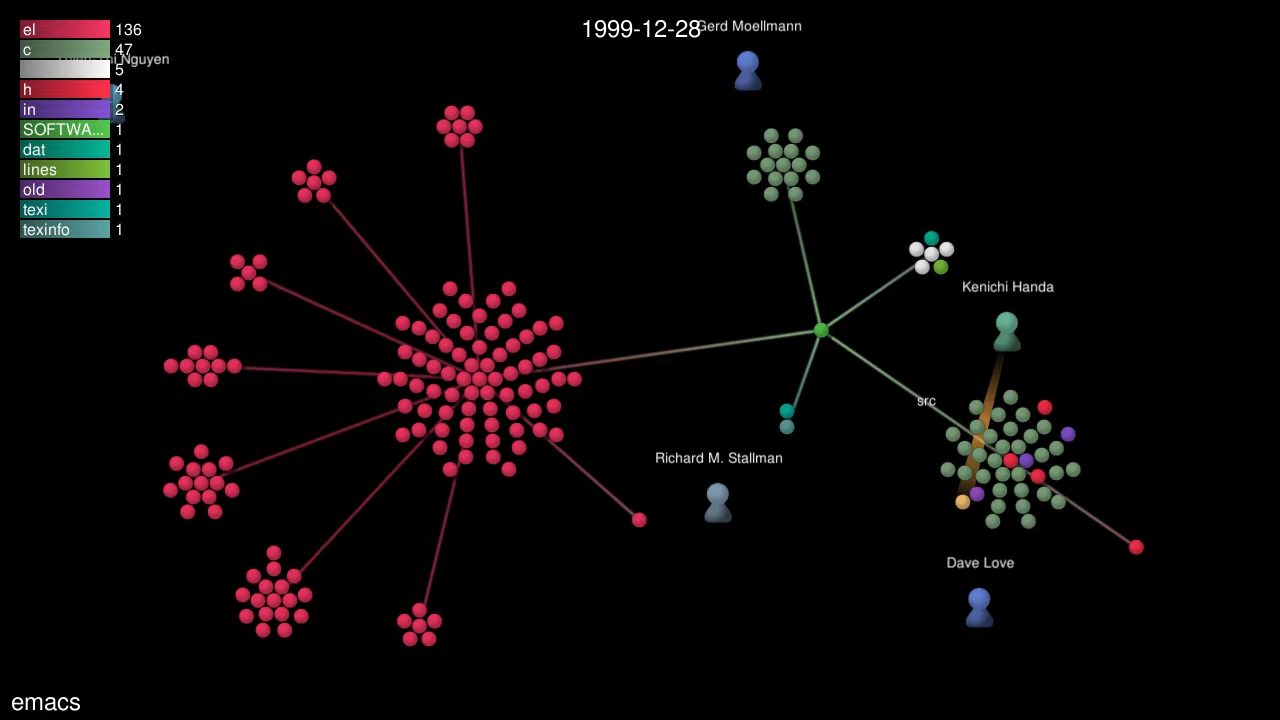 1999-12-28
Gerd Moellmann
el 136
c 47
Nguyen
5
h 4
in 2
SOFTWA... 1
dat 1
lines 1
old 1
texi 1
texinfo 1
Kenichi Handa
src
Richard M. Stallman
Dave Love
emacs